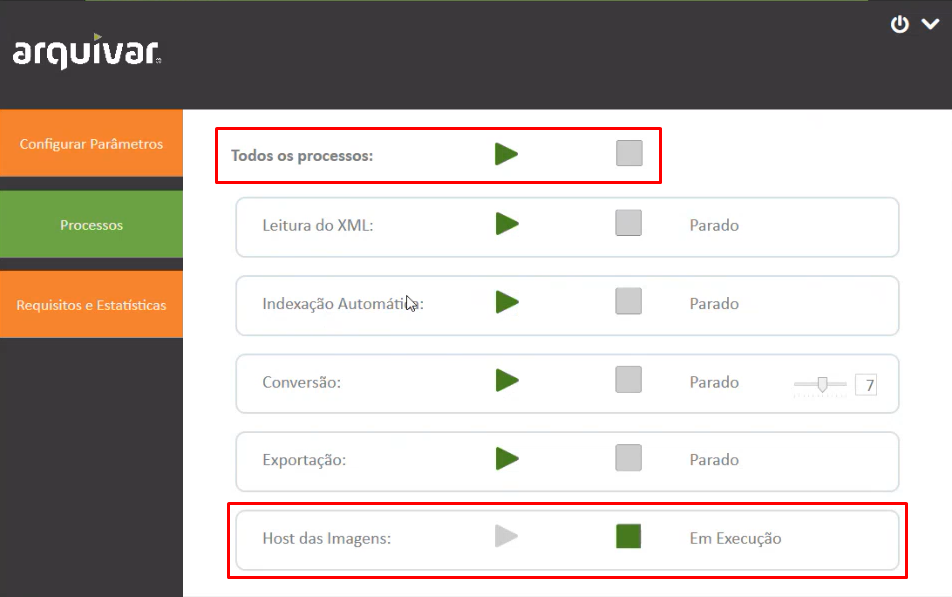 arquivar
Configurar Parâmetros
Processos
Requisitos e Estatísticas
Todos os processos:
Leitura do XML: Parado
Indexação Automática: Parado
Conversão: Parado 7
Exportação: Parado
Host das Imagens: Em Execução